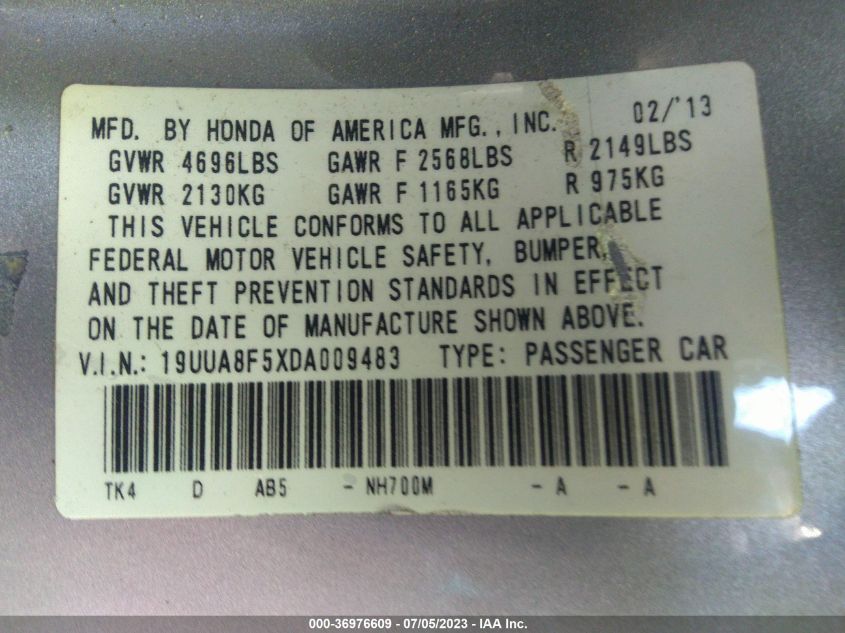 MFD. BY HONDA OF AMERICA MFG., INC. 02/'13
GVWR 4696LBS GAWR F 2568LBS R 2149LBS
GVWR 2130KG GAWR F 1165KG R 975KG
THIS VEHICLE CONFORMS TO ALL APPLICABLE
FEDERAL MOTOR VEHICLE SAFETY, BUMPER,
AND THEFT PREVENTION STANDARDS IN EFFECT
ON THE DATE OF MANUFACTURE SHOWN ABOVE.
V.I.N.: 19UUA8F5XDA009483 TYPE: PASSENGER CAR
TK4 D AB5 - NH700M - A - A
000-36976609 - 07/05/2023 - IAA Inc.